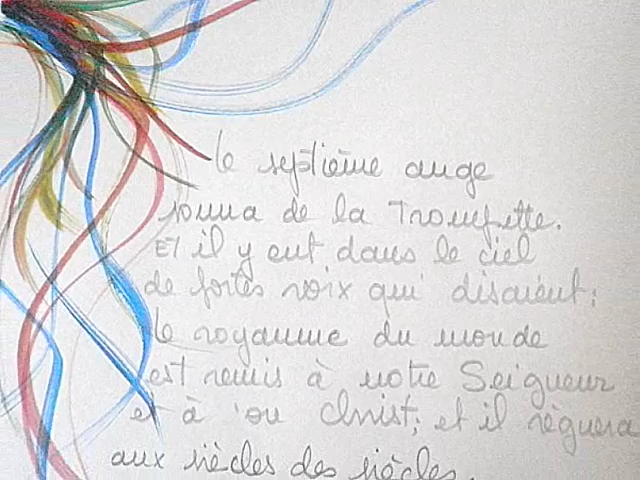 le septième ange
sonna de la Trompette.
Et il y eut dans le ciel
de fortes voix qui disaient:
le royaume du monde
est remis à notre Seigneur
et à son Christ; et il règnera
aux siècles des siècles.